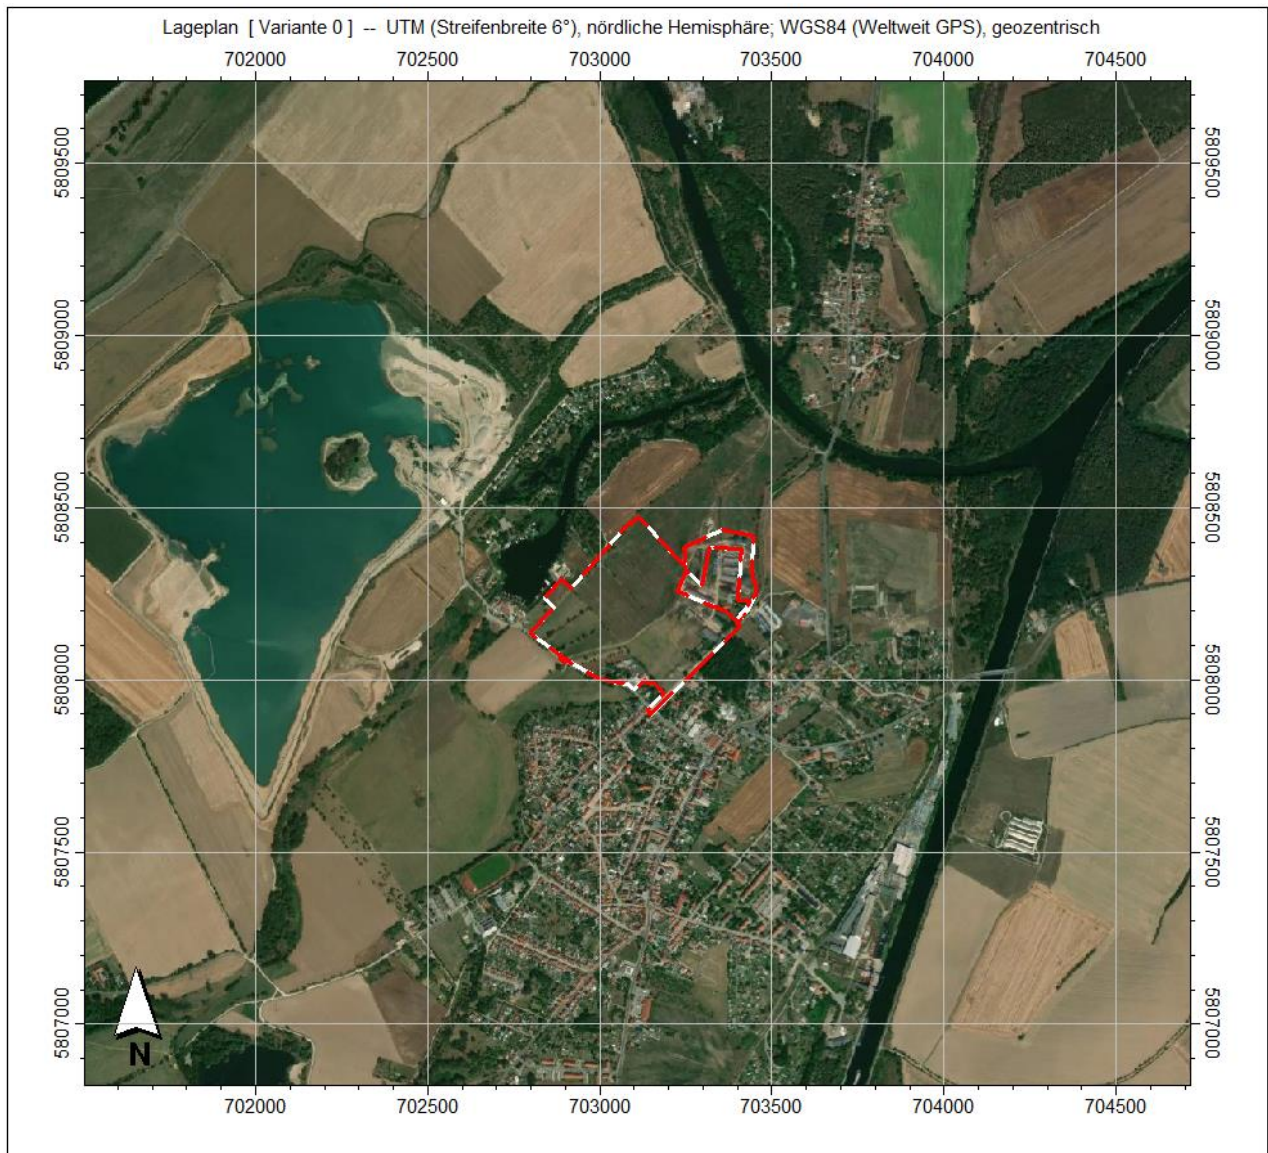 Lageplan [ Variante 0 ] -- UTM (Streifenbreite 6°), nördliche Hemisphäre; WGS84 (Weltweit GPS), geozentrisch
702000 702500 703000 703500 704000 704500
5809500 5809500
5809000 5809000
5808500 5808500
5808000 5808000
5807500 5807500
5807000 5807000
N
702000 702500 703000 703500 704000 704500